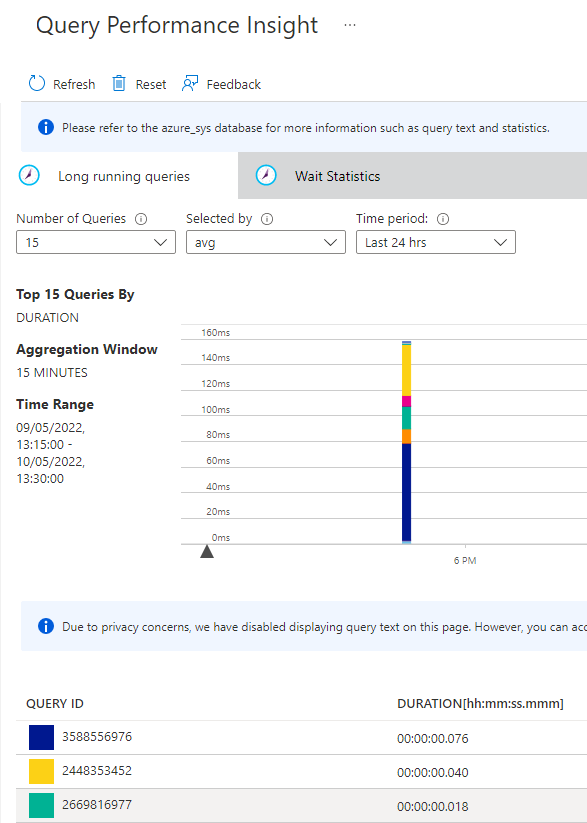 Query Performance Insight ...
Refresh Reset Feedback
Please refer to the azure_sys database for more information such as query text and statistics.
Long running queries Wait Statistics
Number of Queries Selected by Time period:
15 avg Last 24 hrs
Top 15 Queries By
DURATION
Aggregation Window
15 MINUTES
Time Range
09/05/2022,
13:15:00 -
10/05/2022,
13:30:00
160ms
140ms
120ms
100ms
80ms
60ms
40ms
20ms
0ms
6 PM
Due to privacy concerns, we have disabled displaying query text on this page. However, you can acc
QUERY ID DURATION[hh:mm:ss.mmm]
3588556976 00:00:00.076
2448353452 00:00:00.040
2669816977 00:00:00.018